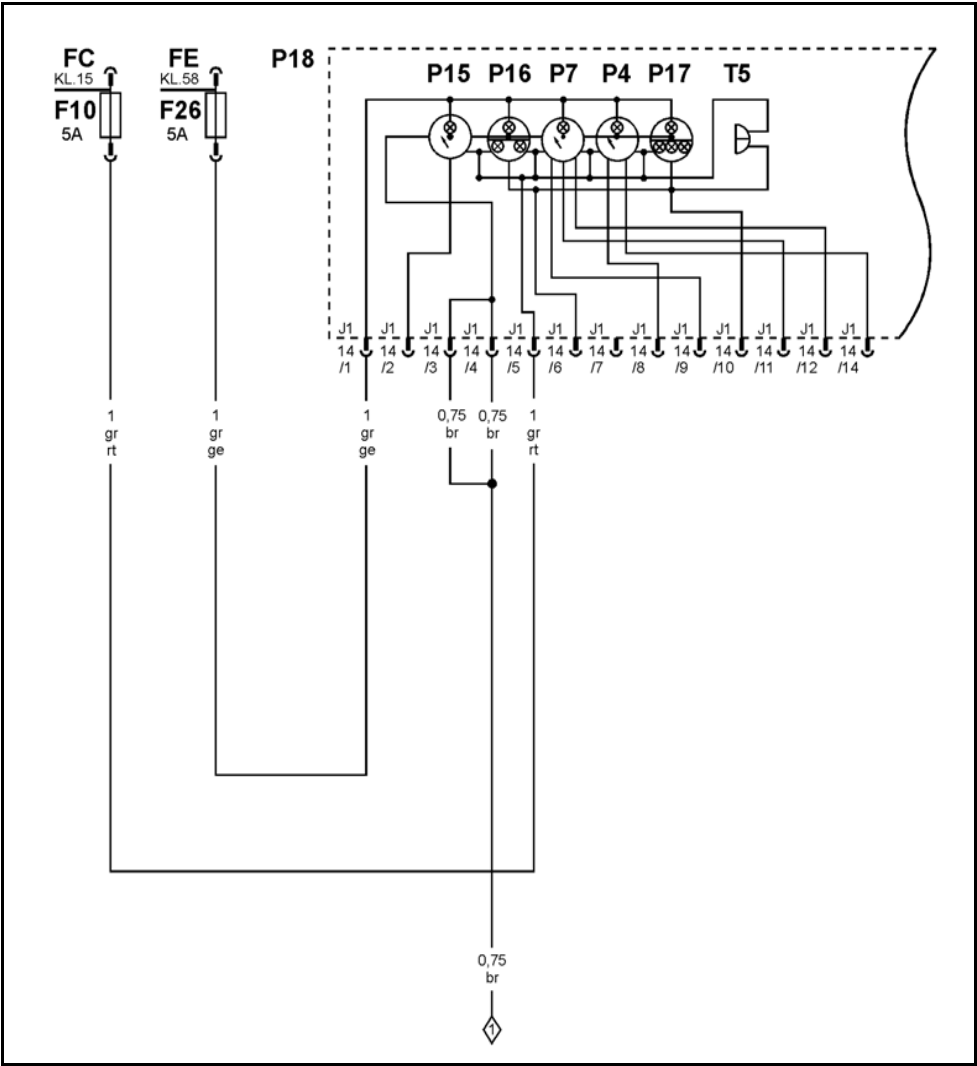 FC
KL.15
F10
5A
FE
KL.58
F26
5A
P18
P15 P16 P7 P4 P17 T5
J1 J1 J1 J1 J1 J1 J1 J1 J1 J1 J1 J1 J1
14 14 14 14 14 14 14 14 14 14 14 14 14
/1 /2 /3 /4 /5 /6 /7 /8 /9 /10 /11 /12 /14
1 1 1 0,75 0,75 1
gr gr gr br br gr
rt ge ge rt
0,75
br
1